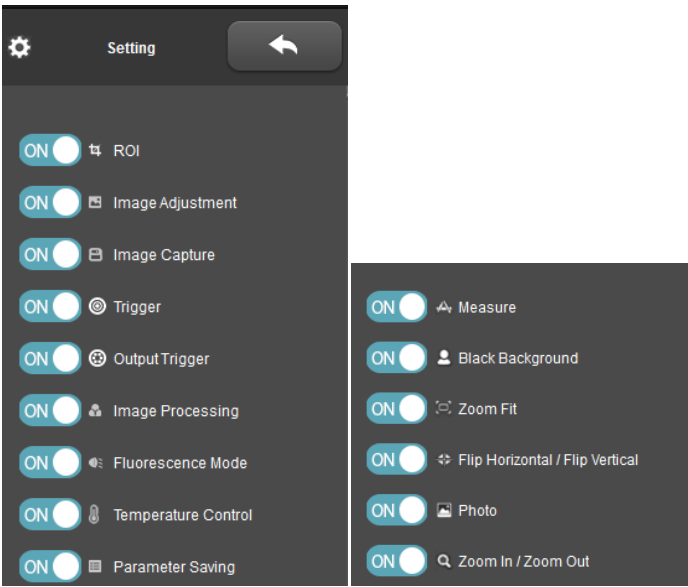 Setting
ON ROI
ON Image Adjustment
ON Image Capture
ON Trigger
ON Output Trigger
ON Image Processing
ON Fluorescence Mode
ON Temperature Control
ON Parameter Saving
ON Measure
ON Black Background
ON Zoom Fit
ON Flip Horizontal / Flip Vertical
ON Photo
ON Zoom In / Zoom Out